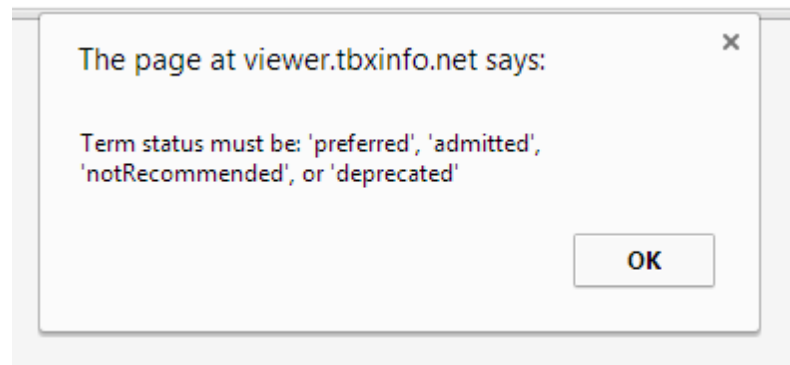 The page at viewer.tbxinfo.net says:
Term status must be: 'preferred', 'admitted',
'notRecommended', or 'deprecated'
OK